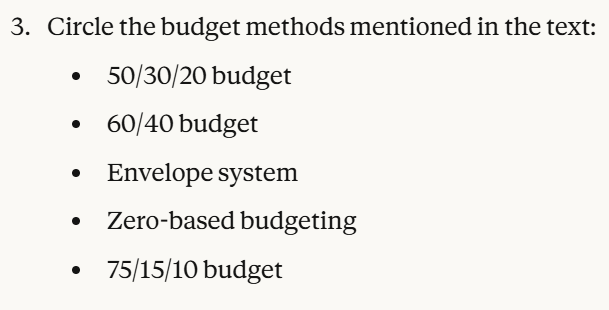 3. Circle the budget methods mentioned in the text:
• 50/30/20 budget
• 60/40 budget
• Envelope system
• Zero-based budgeting
• 75/15/10 budget